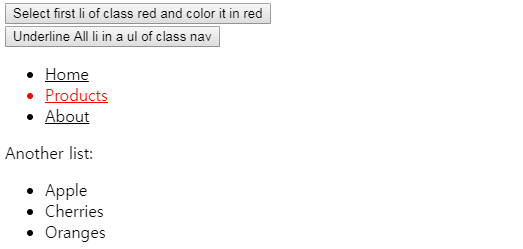 Select first li of class red and color it in red
Underline All li in a ul of class nav
Home
Products
About
Another list:
Apple
Cherries
Oranges